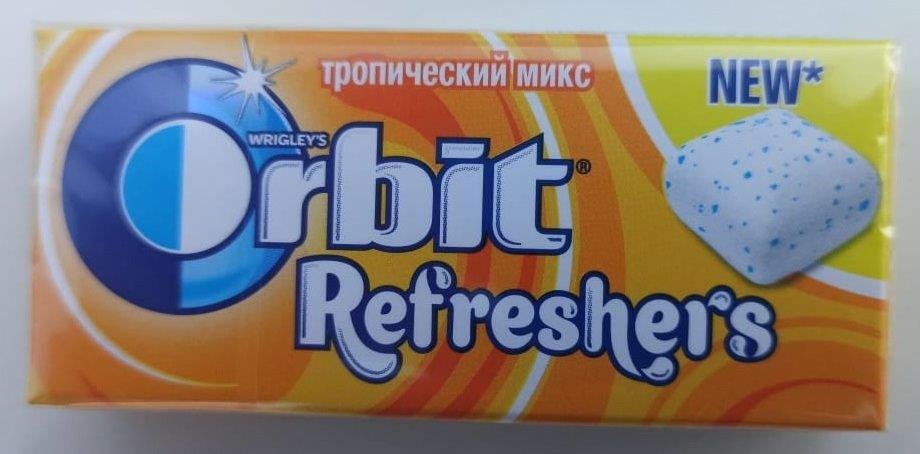 тропический микс
NEW*
WRIGLEY'S
Orbit®
Refreshers